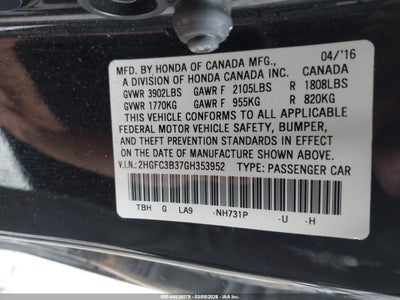 MFD. BY HONDA OF CANADA MFG., 04/'16
A DIVISION OF HONDA CANADA INC. CANADA
GVWR 3902LBS GAWR F 2105LBS R 1808LBS
GVWR 1770KG GAWR F 955KG R 820KG
THIS VEHICLE CONFORMS TO ALL APPLICABLE
FEDERAL MOTOR VEHICLE SAFETY, BUMPER,
AND THEFT PREVENTION STANDARDS IN EFFECT
ON THE DATE OF MANUFACTURE SHOWN ABOVE.
V.I.N.: 2HGFC3B37GH353952 TYPE: PASSENGER CAR
TBH G LA9 -NH731P -U -H